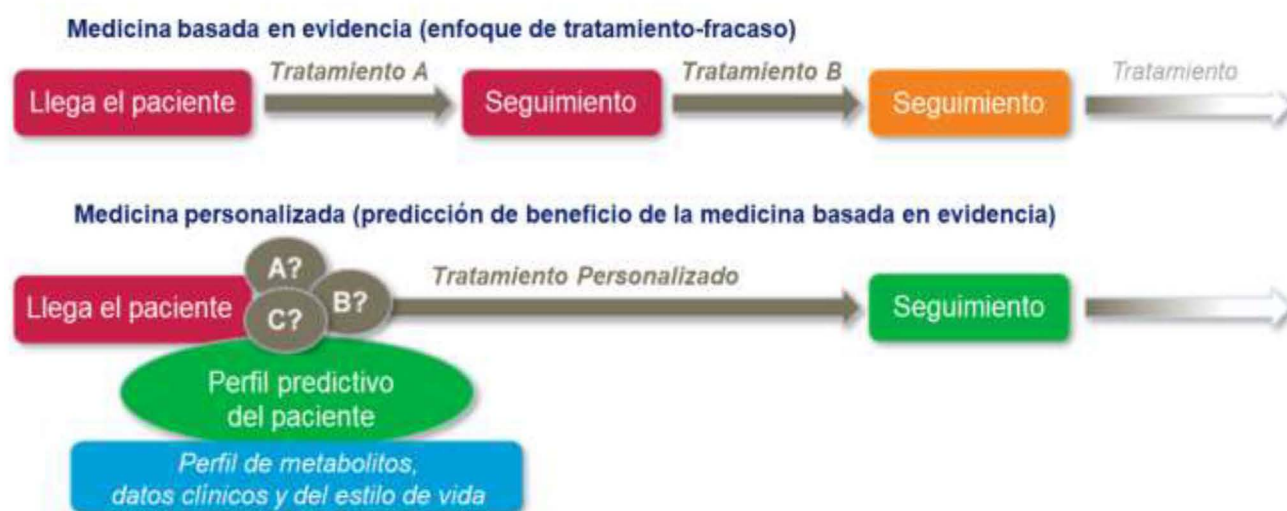 Medicina basada en evidencia (enfoque de tratamiento-fracaso)
Tratamiento A
Tratamiento B
Tratamiento
Llega el paciente
Seguimiento
Seguimiento
Medicina personalizada (predicción de beneficio de la medicina basada en evidencia)
A?
B?
C?
Tratamiento Personalizado
Llega el paciente
Seguimiento
Perfil predictivo
del paciente
Perfil de metabolitos,
datos clínicos y del estilo de vida